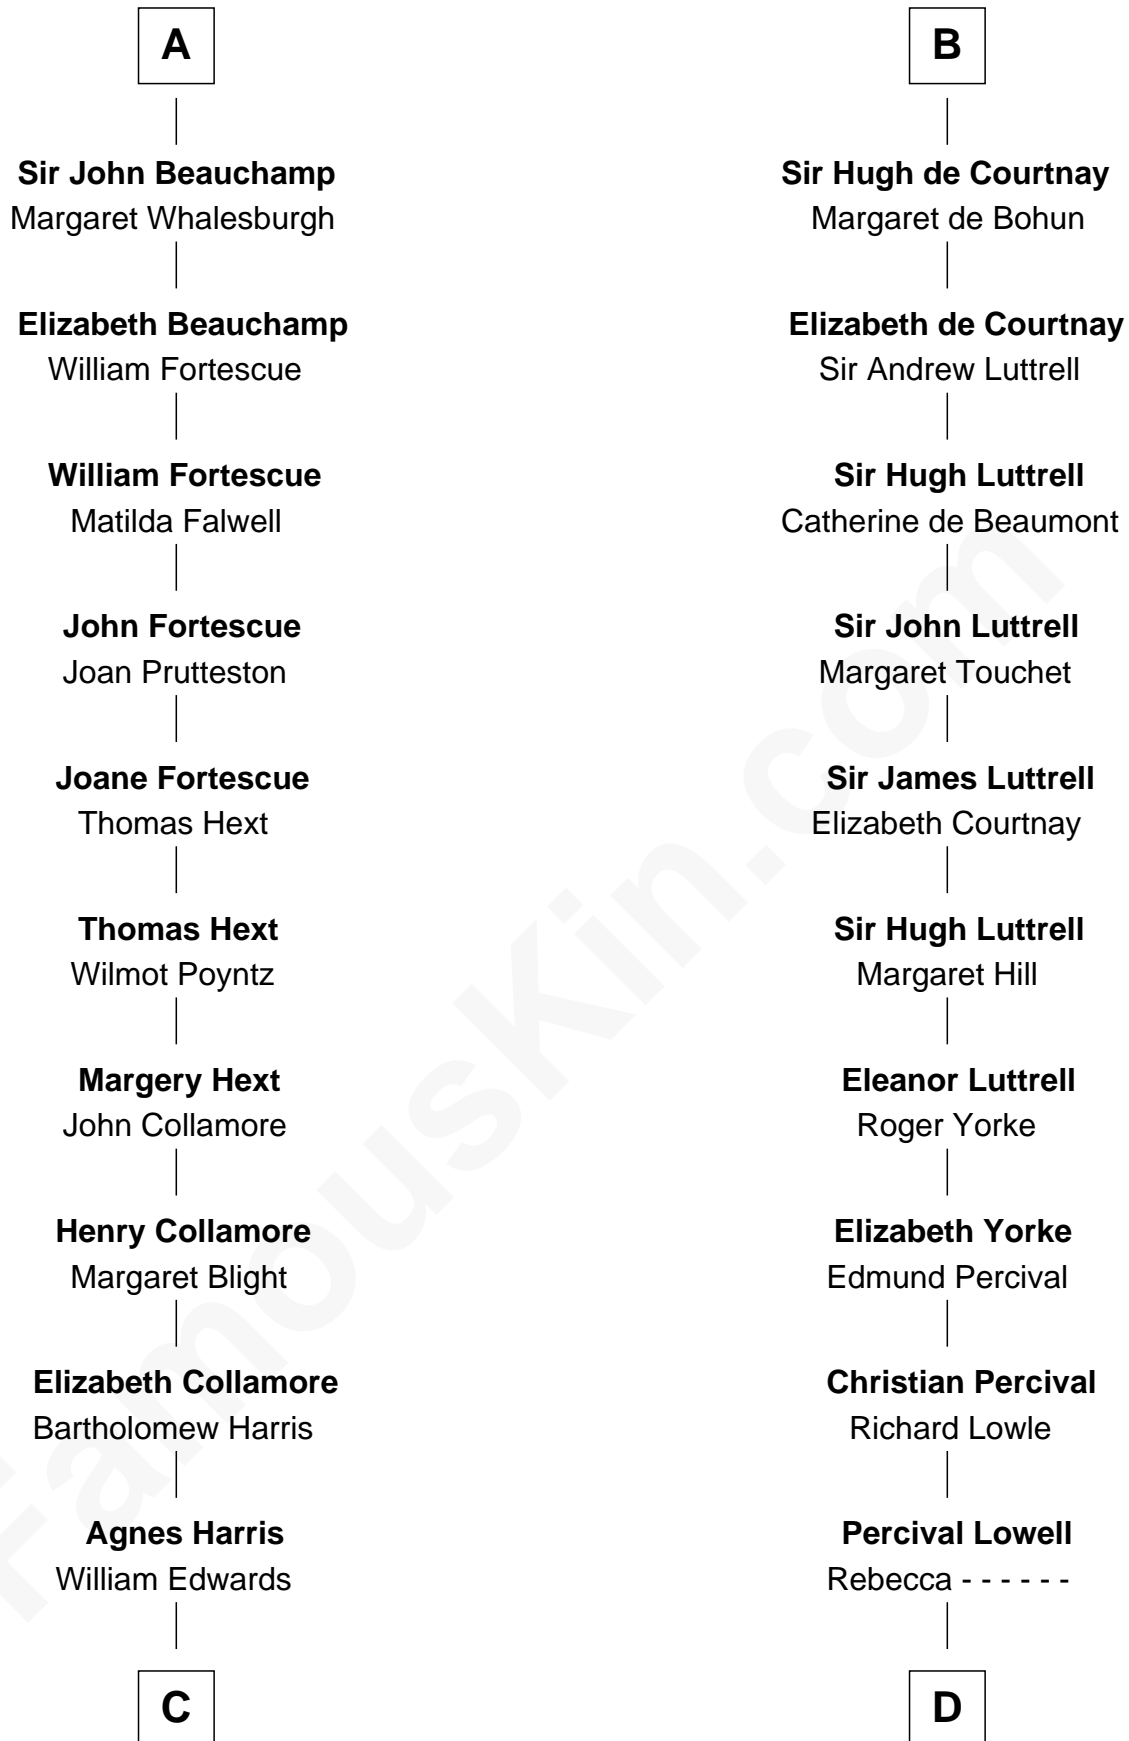 A
Sir John Beauchamp
Margaret Whalesburgh
Elizabeth Beauchamp
William Fortescue
William Fortescue
Matilda Falwell
John Fortescue
Joan Prutteston
Joane Fortescue
Thomas Hext
Thomas Hext
Wilmot Poyntz
Margery Hext
John Collamore
Henry Collamore
Margaret Blight
Elizabeth Collamore
Bartholomew Harris
Agnes Harris
William Edwards
C
B
Sir Hugh de Courtnay
Margaret de Bohun
Elizabeth de Courtnay
Sir Andrew Luttrell
Sir Hugh Luttrell
Catherine de Beaumont
Sir John Luttrell
Margaret Touchet
Sir James Luttrell
Elizabeth Courtnay
Sir Hugh Luttrell
Margaret Hill
Eleanor Luttrell
Roger Yorke
Elizabeth Yorke
Edmund Percival
Christian Percival
Richard Lowle
Percival Lowell
Rebecca - - - - - -
D
FamousKin.com